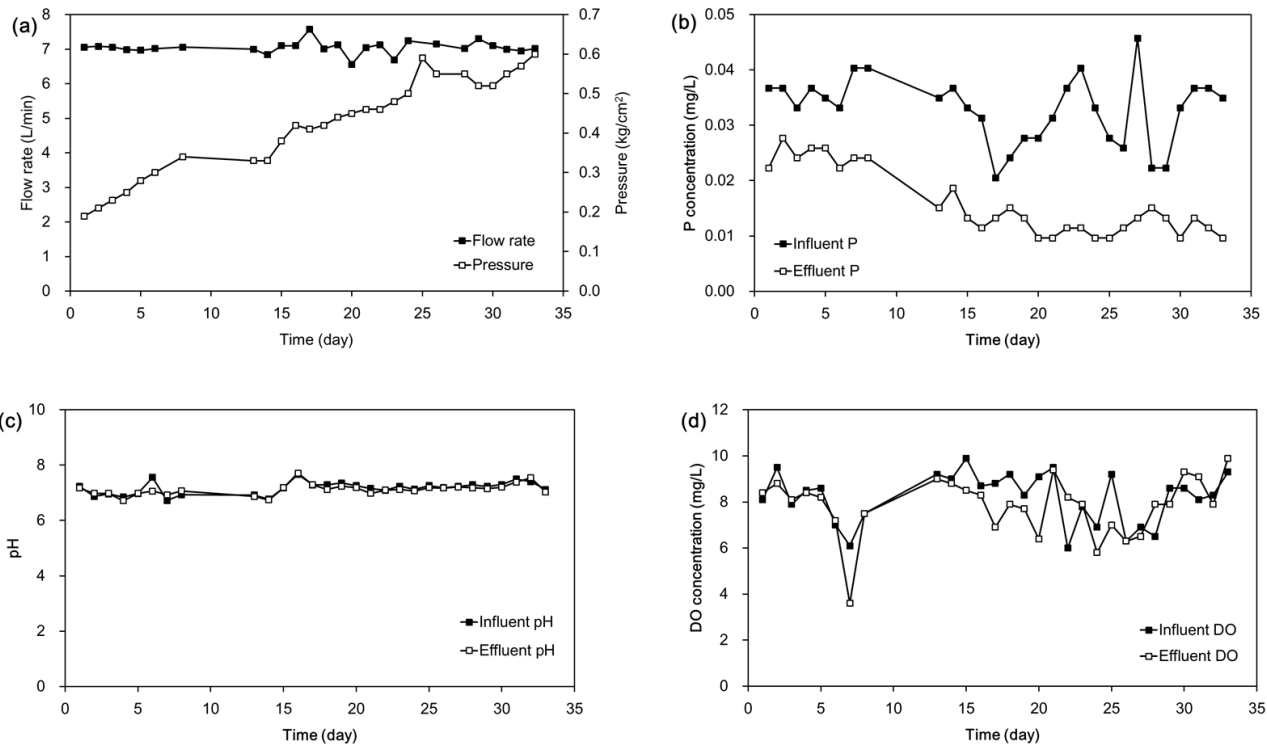 (a)
8
7
6
5
4
3
2
1
0
Flow rate (L/min)
0.7
0.6
0.5
0.4
0.3
0.2
0.1
0.0
Pressure (kg/cm²)
Flow rate
Pressure
0 5 10 15 20 25 30 35
Time (day)
(b)
0.05
0.04
0.03
0.02
0.01
0.00
P concentration (mg/L)
Influent P
Effluent P
0 5 10 15 20 25 30 35
Time (day)
(c)
10
8
6
4
2
0
pH
Influent pH
Effluent pH
0 5 10 15 20 25 30 35
Time (day)
(d)
12
10
8
6
4
2
0
DO concentration (mg/L)
Influent DO
Effluent DO
0 5 10 15 20 25 30 35
Time (day)